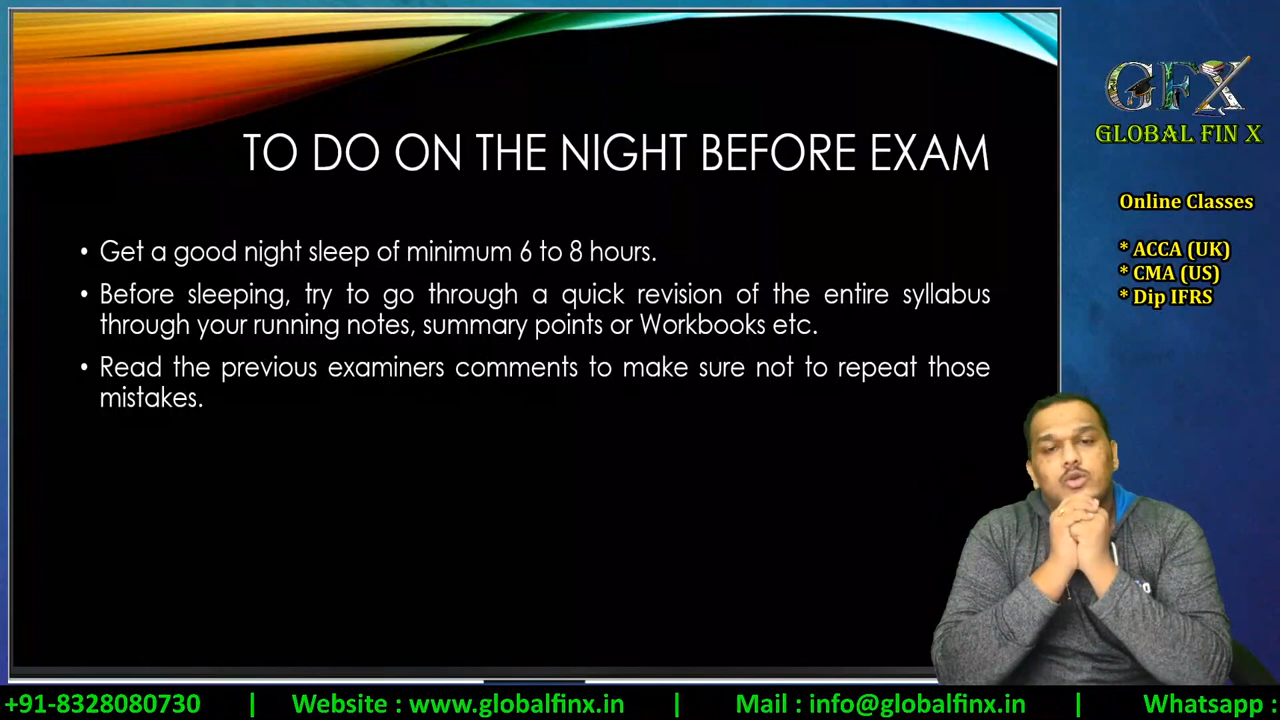 GFX
GLOBAL FIN X
TO DO ON THE NIGHT BEFORE EXAM
Online Classes
* ACCA (UK)
* CMA (US)
* Dip IFRS
• Get a good night sleep of minimum 6 to 8 hours.
• Before sleeping, try to go through a quick revision of the entire syllabus
through your running notes, summary points or Workbooks etc.
• Read the previous examiners comments to make sure not to repeat those
mistakes.
+91-8328080730 | Website : www.globalfinx.in | Mail : info@globalfinx.in | Whatsapp :